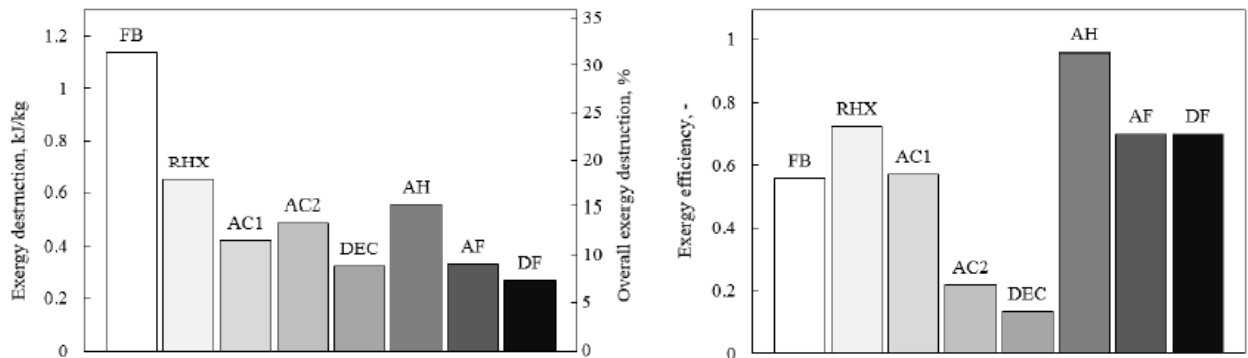 Exergy destruction, kJ/kg
1.2
1
0.8
0.6
0.4
0.2
0
FB
RHX
AC1
AC2
DEC
AH
AF
DF
35
30
25
20
15
10
5
0
Overall exergy destruction, %
Exergy efficiency, -
1
0.8
0.6
0.4
0.2
0
FB
RHX
AC1
AC2
DEC
AH
AF
DF